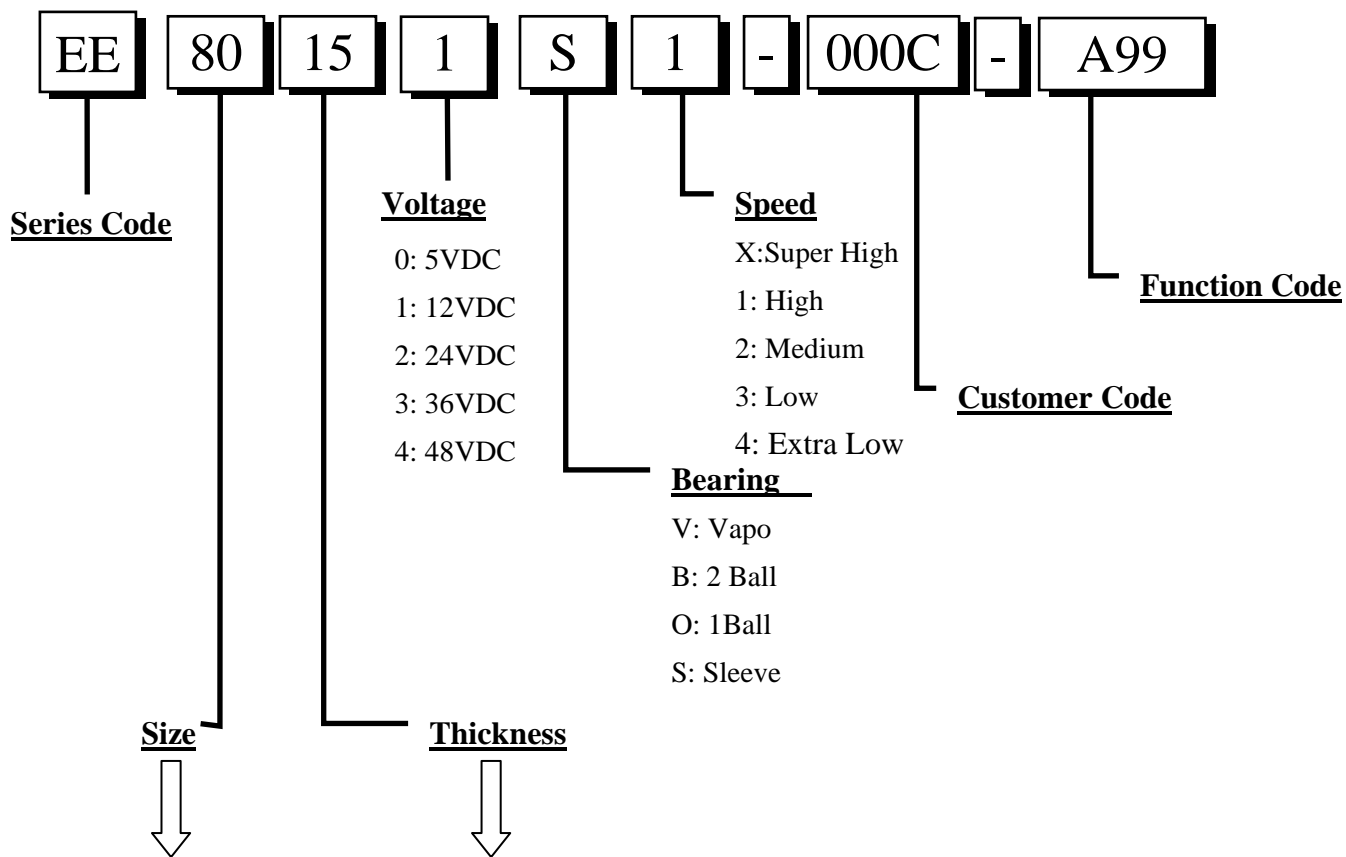 EE 80 15 1 S 1 - 000C - A99
Series Code
Voltage
0: 5VDC
1: 12VDC
2: 24VDC
3: 36VDC
4: 48VDC
Speed
X:Super High
1: High
2: Medium
3: Low
4: Extra Low
Function Code
Customer Code
Bearing
V: Vapo
B: 2 Ball
O: 1Ball
S: Sleeve
Size
Thickness